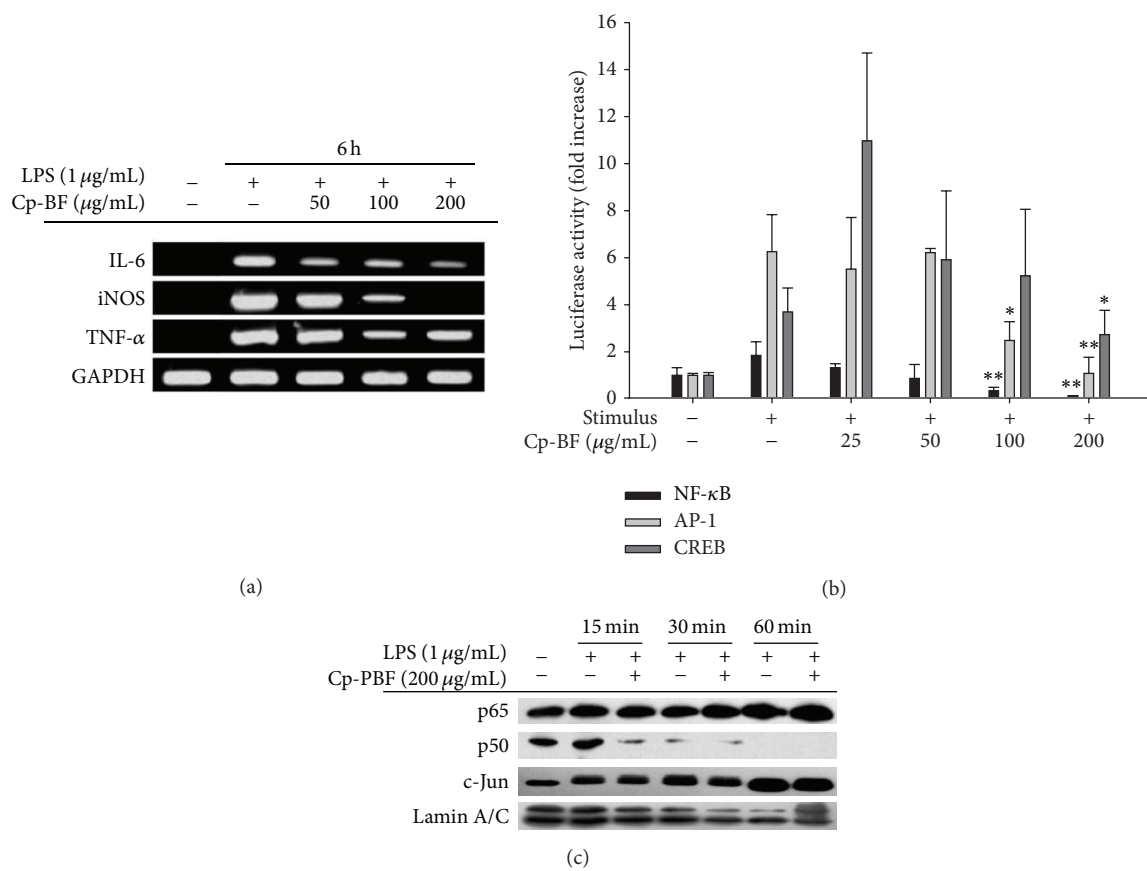 6 h
LPS (1 μg/mL) − + + + +
Cp-BF (μg/mL) − − 50 100 200
IL-6
iNOS
TNF-α
GAPDH
(a)
16
14
12
10
8
6
4
2
0
Luciferase activity (fold increase)
** * ** ** *
Stimulus − + + + + +
Cp-BF (μg/mL) − − 25 50 100 200
NF-κB
AP-1
CREB
(b)
15 min 30 min 60 min
LPS (1 μg/mL) − + + + + + +
Cp-PBF (200 μg/mL) − − + − + − +
p65
p50
c-Jun
Lamin A/C
(c)